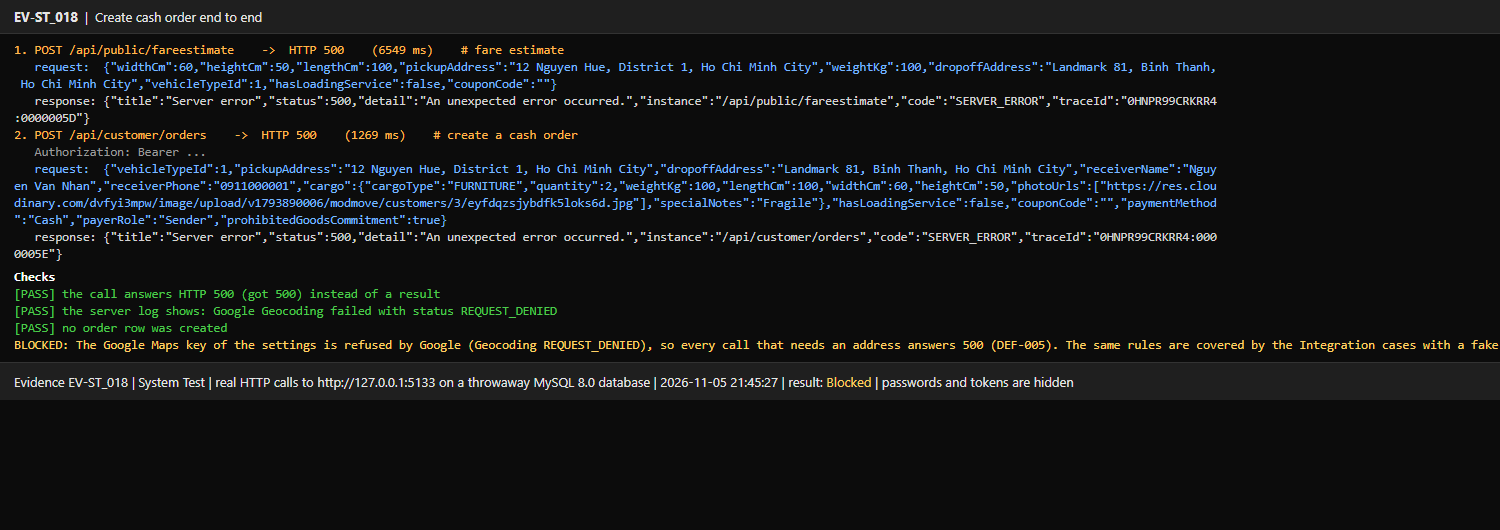 EV-ST_018 | Create cash order end to end
1. POST /api/public/fareestimate -> HTTP 500 (6549 ms) # fare estimate
request: {"widthCm":60,"heightCm":50,"lengthCm":100,"pickupAddress":"12 Nguyen Hue, District 1, Ho Chi Minh City","weightKg":100,"dropoffAddress":"Landmark 81, Binh Thanh,
Ho Chi Minh City","vehicleTypeId":1,"hasLoadingService":false,"couponCode":""}
response: {"title":"Server error","status":500,"detail":"An unexpected error occurred.","instance":"/api/public/fareestimate","code":"SERVER_ERROR","traceId":"0HNPR99CRKRR4
:0000005D"}
2. POST /api/customer/orders -> HTTP 500 (1269 ms) # create a cash order
Authorization: Bearer ...
request: {"vehicleTypeId":1,"pickupAddress":"12 Nguyen Hue, District 1, Ho Chi Minh City","dropoffAddress":"Landmark 81, Binh Thanh, Ho Chi Minh City","receiverName":"Nguy
en Van Nhan","receiverPhone":"0911000001","cargo":{"cargoType":"FURNITURE","quantity":2,"weightKg":100,"lengthCm":100,"widthCm":60,"heightCm":50,"photoUrls":["https://res.clou
dinary.com/dvfyi3mpw/image/upload/v1793890006/modmove/customers/3/eyfdqzsjybdfk5loks6d.jpg"],"specialNotes":"Fragile"},"hasLoadingService":false,"couponCode":"","paymentMethod
":"Cash","payerRole":"Sender","prohibitedGoodsCommitment":true}
response: {"title":"Server error","status":500,"detail":"An unexpected error occurred.","instance":"/api/customer/orders","code":"SERVER_ERROR","traceId":"0HNPR99CRKRR4:000
0005E"}
Checks
[PASS] the call answers HTTP 500 (got 500) instead of a result
[PASS] the server log shows: Google Geocoding failed with status REQUEST_DENIED
[PASS] no order row was created
BLOCKED: The Google Maps key of the settings is refused by Google (Geocoding REQUEST_DENIED), so every call that needs an address answers 500 (DEF-005). The same rules are covered by the Integration cases with a fake
Evidence EV-ST_018 | System Test | real HTTP calls to http://127.0.0.1:5133 on a throwaway MySQL 8.0 database | 2026-11-05 21:45:27 | result: Blocked | passwords and tokens are hidden